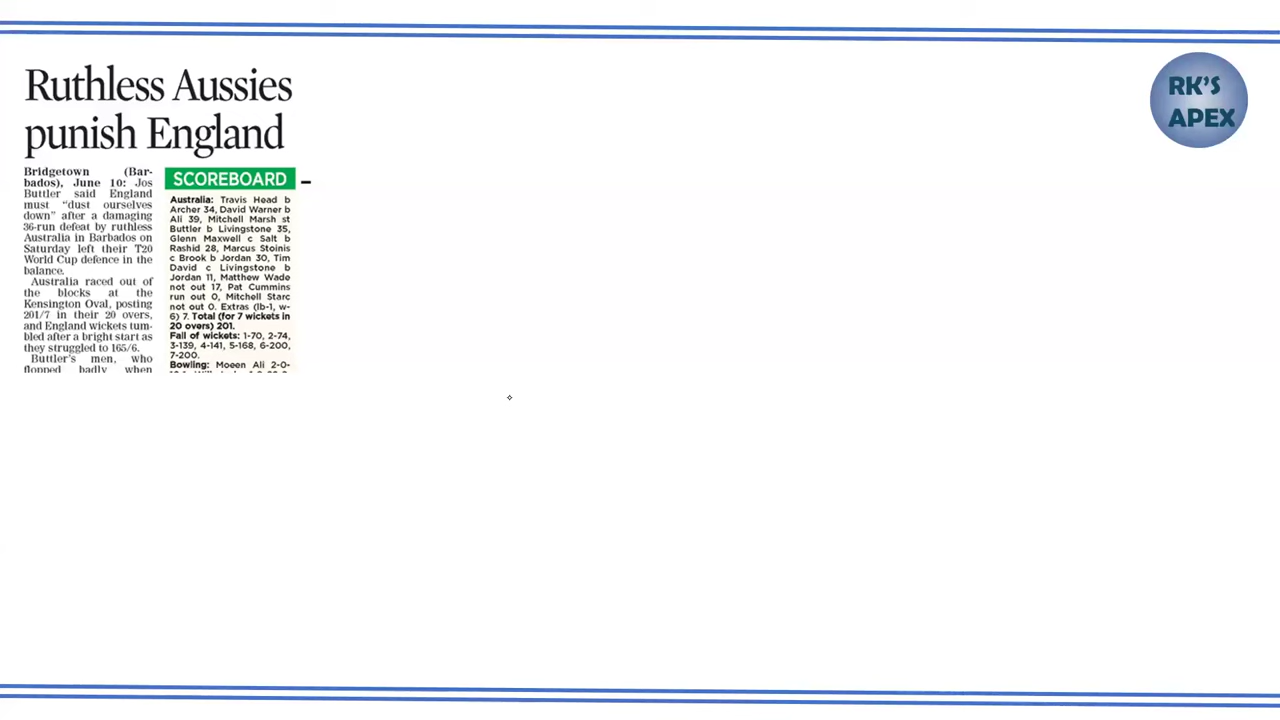 Ruthless Aussies
punish England
Bridgetown (Bar-
bados), June 10: Jos
Buttler said England
must “dust ourselves
down” after a damaging
36-run defeat by ruthless
Australia in Barbados on
Saturday left their T20
World Cup defence in the
balance.
Australia raced out of
the blocks at the
Kensington Oval, posting
201/7 in their 20 overs,
and England wickets tum-
bled after a bright start as
they struggled to 165/6.
Buttler’s men, who
flopped badly when
SCOREBOARD
Australia: Travis Head b
Archer 34, David Warner b
Ali 39, Mitchell Marsh st
Buttler b Livingstone 35,
Glenn Maxwell c Salt b
Rashid 28, Marcus Stoinis
c Brook b Jordan 30, Tim
David c Livingstone b
Jordan 11, Matthew Wade
not out 17, Pat Cummins
run out 0, Mitchell Starc
not out 0. Extras (lb-1, w-
6) 7. Total (for 7 wickets in
20 overs) 201.
Fall of wickets: 1-70, 2-74,
3-139, 4-141, 5-168, 6-200,
7-200.
Bowling: Moeen Ali 2-0-
RK’S
APEX